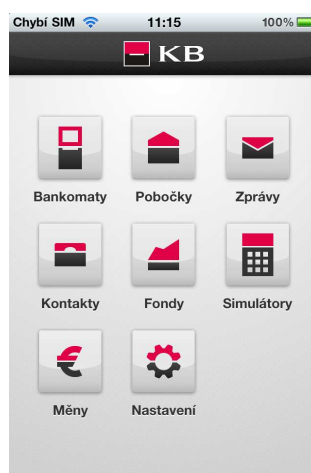 Chybí SIM 11:15 100%
KB
Bankomaty Pobočky Zprávy
Kontakty Fondy Simulátory
Měny Nastavení